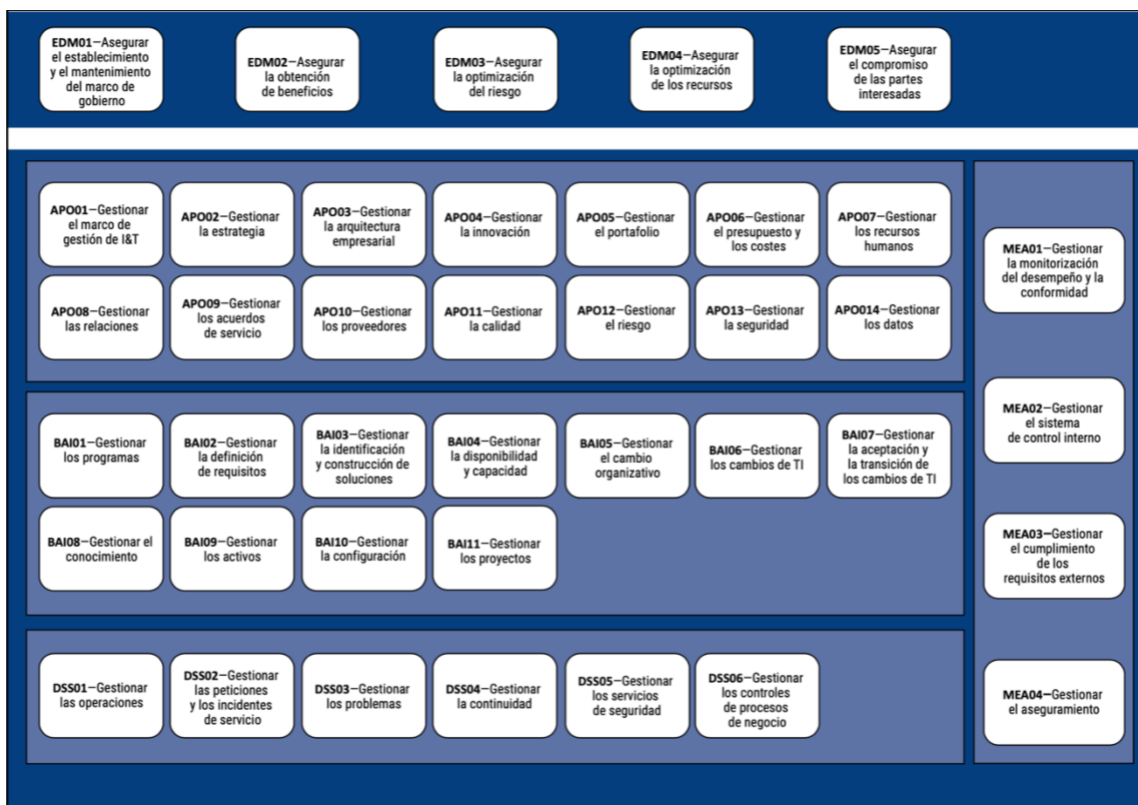 EDM01—Asegurar
el establecimiento
y el mantenimiento
del marco de
gobierno
EDM02—Asegurar
la obtención
de beneficios
EDM03—Asegurar
la optimización
del riesgo
EDM04—Asegurar
la optimización
de los recursos
EDM05—Asegurar
el compromiso
de las partes
interesadas
APO01—Gestionar
el marco de
gestión de I&T
APO02—Gestionar
la estrategia
APO03—Gestionar
la arquitectura
empresarial
APO04—Gestionar
la innovación
APO05—Gestionar
el portafolio
APO06—Gestionar
el presupuesto y
los costes
APO07—Gestionar
los recursos
humanos
APO08—Gestionar
las relaciones
APO09—Gestionar
los acuerdos
de servicio
APO10—Gestionar
los proveedores
APO11—Gestionar
la calidad
APO12—Gestionar
el riesgo
APO13—Gestionar
la seguridad
APO014—Gestionar
los datos
BAI01—Gestionar
los programas
BAI02—Gestionar
la definición
de requisitos
BAI03—Gestionar
la identificación
y construcción de
soluciones
BAI04—Gestionar
la disponibilidad
y capacidad
BAI05—Gestionar
el cambio
organizativo
BAI06—Gestionar
los cambios de TI
BAI07—Gestionar
la aceptación y
la transición de
los cambios de TI
BAI08—Gestionar el
conocimiento
BAI09—Gestionar
los activos
BAI10—Gestionar
la configuración
BAI11—Gestionar
los proyectos
DSS01—Gestionar
las operaciones
DSS02—Gestionar
las peticiones
y los incidentes
de servicio
DSS03—Gestionar
los problemas
DSS04—Gestionar
la continuidad
DSS05—Gestionar
los servicios
de seguridad
DSS06—Gestionar
los controles
de procesos
de negocio
MEA01—Gestionar
la monitorización
del desempeño y la
conformidad
MEA02—Gestionar
el sistema
de control interno
MEA03—Gestionar
el cumplimiento
de los
requisitos externos
MEA04—Gestionar
el aseguramiento